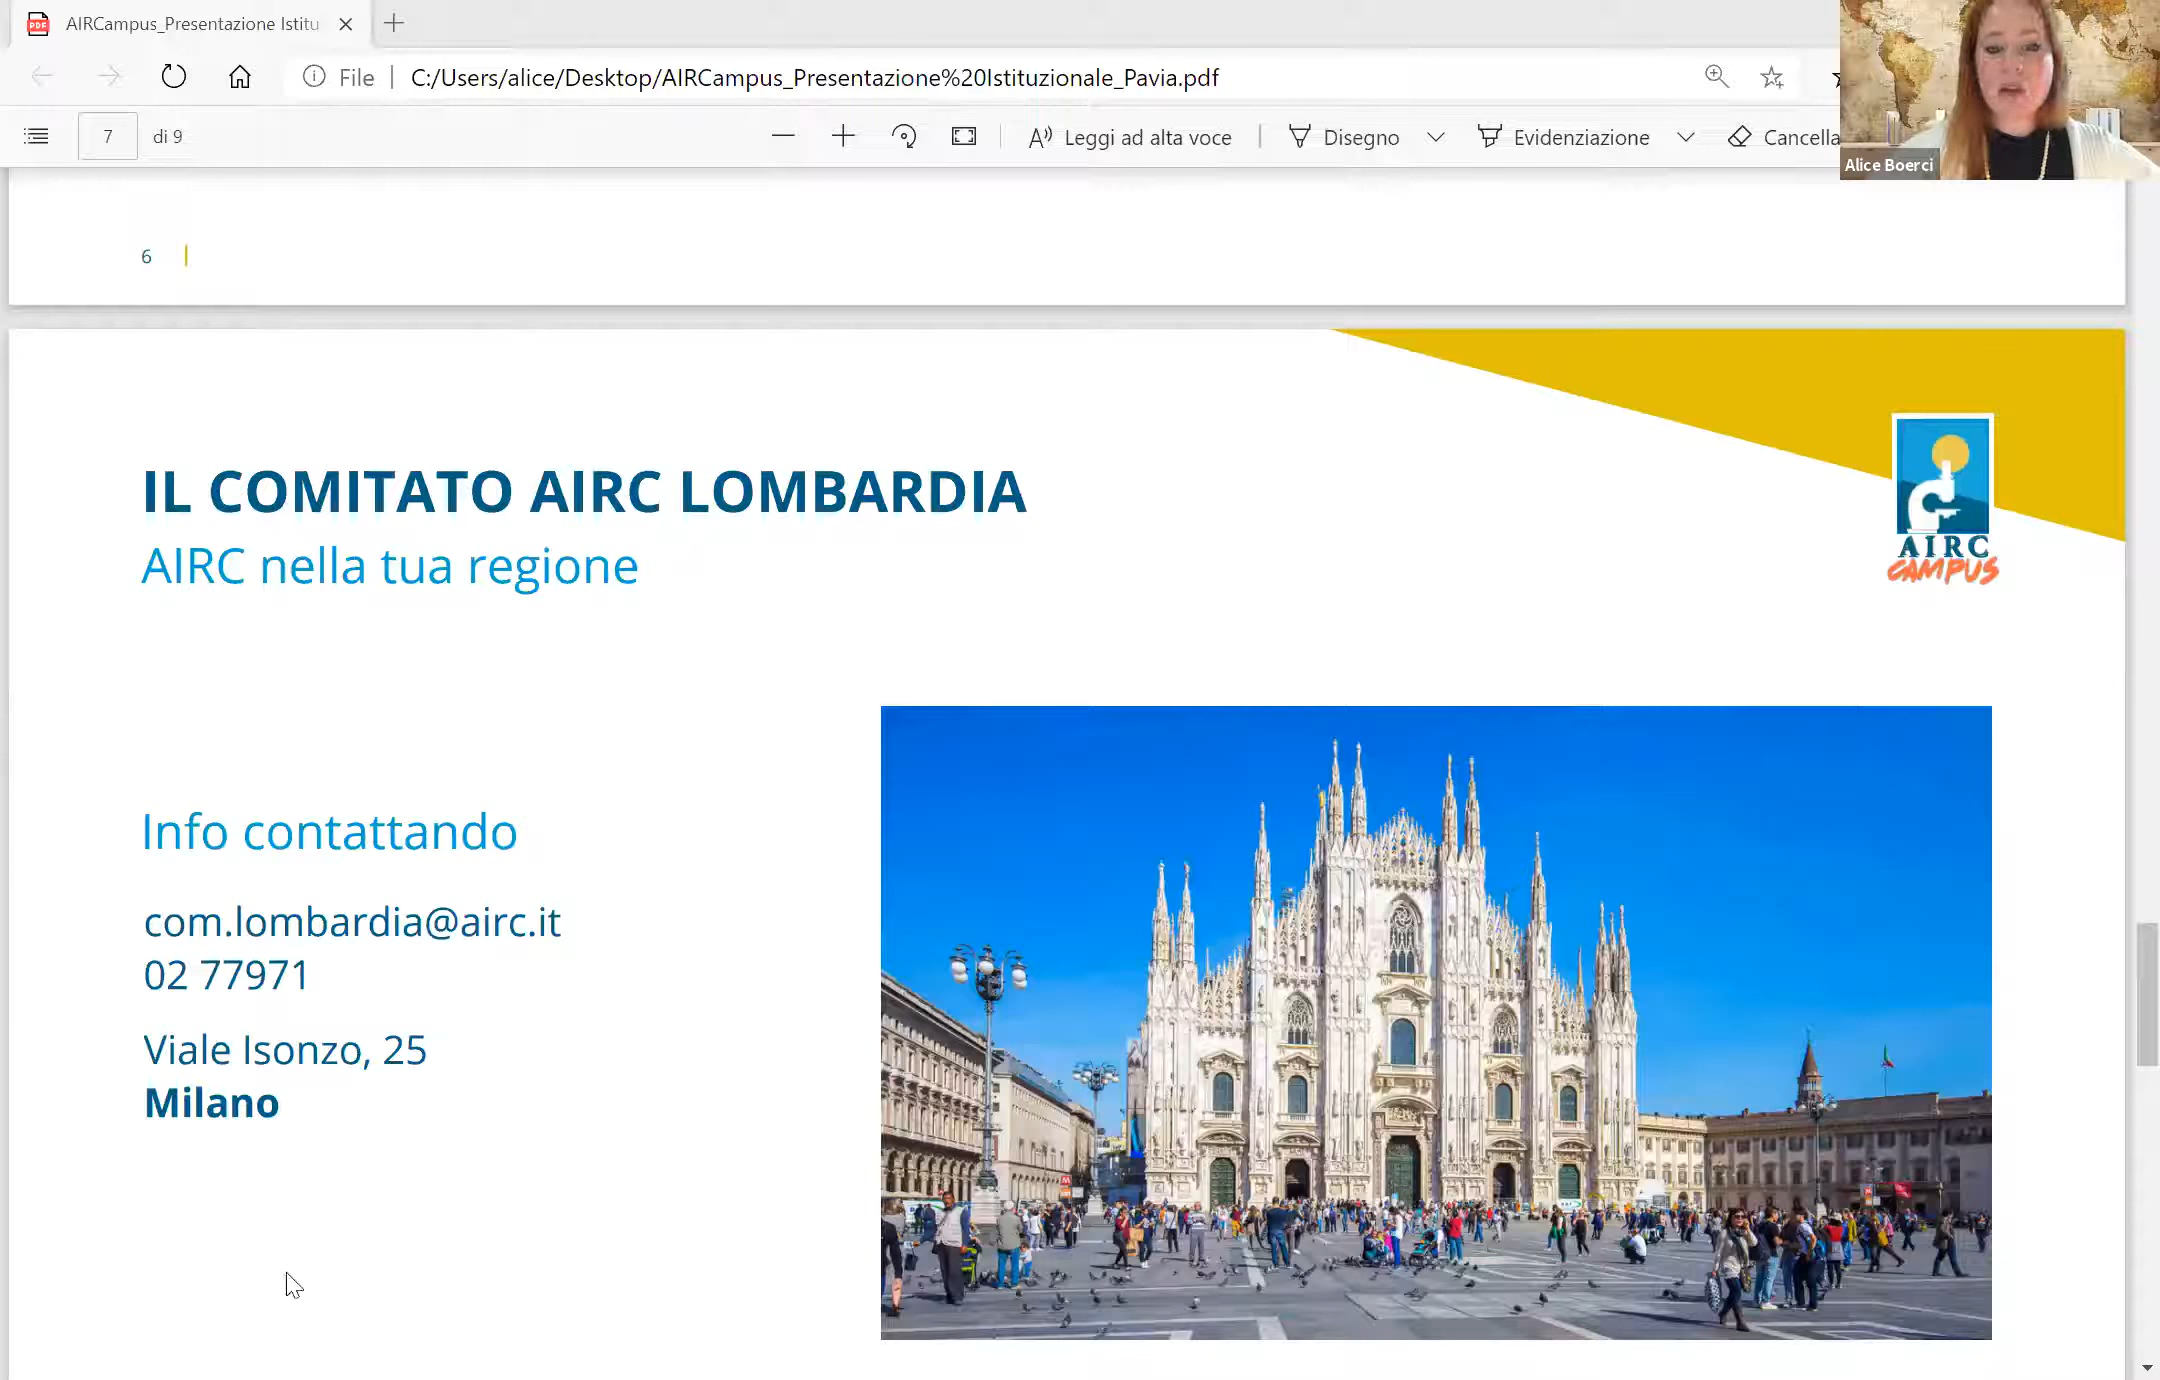 AIRCampus_Presentazione Istitu
File
C:/Users/alice/Desktop/AIRCampus_Presentazione%20Istituzionale_Pavia.pdf
7 di 9
Leggi ad alta voce
Disegno
Evidenziazione
Cancella
Alice Boerci
6
IL COMITATO AIRC LOMBARDIA
AIRC nella tua regione
AIRC
CAMPUS
Info contattando
com.lombardia@airc.it
02 77971
Viale Isonzo, 25
Milano